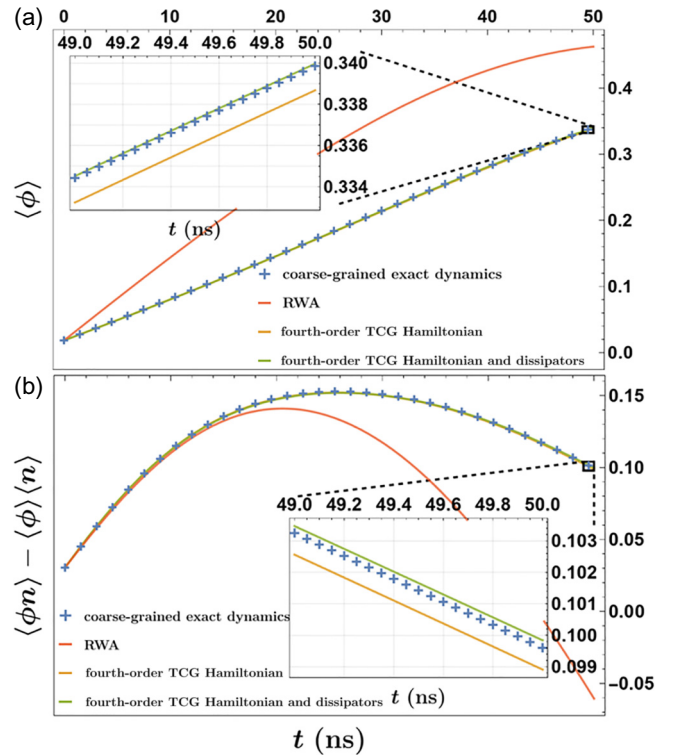 (a)
0 10 20 30 40 50
49.0 49.2 49.4 49.6 49.8 50.0
0.340
0.338
0.336
0.334
t (ns)
0.4
0.3
0.2
0.1
0.0
⟨ϕ⟩
coarse-grained exact dynamics
RWA
fourth-order TCG Hamiltonian
fourth-order TCG Hamiltonian and dissipators
(b)
0.15
0.10
0.05
0.00
-0.05
⟨ϕn⟩ − ⟨ϕ⟩⟨n⟩
49.0 49.2 49.4 49.6 49.8 50.0
0.103
0.102
0.101
0.100
0.099
t (ns)
coarse-grained exact dynamics
RWA
fourth-order TCG Hamiltonian
fourth-order TCG Hamiltonian and dissipators
t (ns)